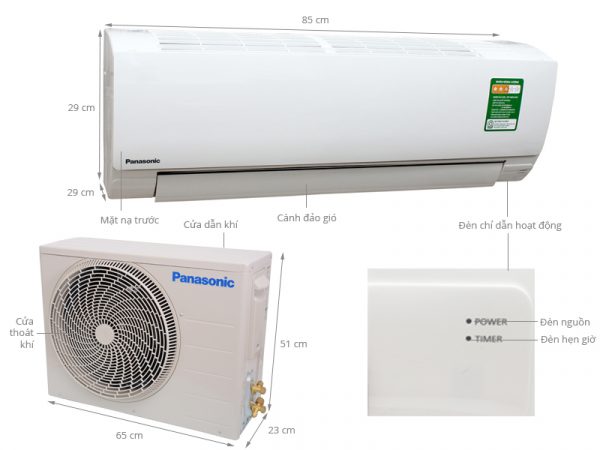 85 cm
29 cm
Panasonic
29 cm
Mặt nạ trước
Cửa dẫn khí
Cánh đảo gió
Đèn chỉ dẫn hoạt động
Panasonic
Cửa
thoát
khí
51 cm
65 cm
23 cm
POWER
Đèn nguồn
TIMER
Đèn hẹn giờ